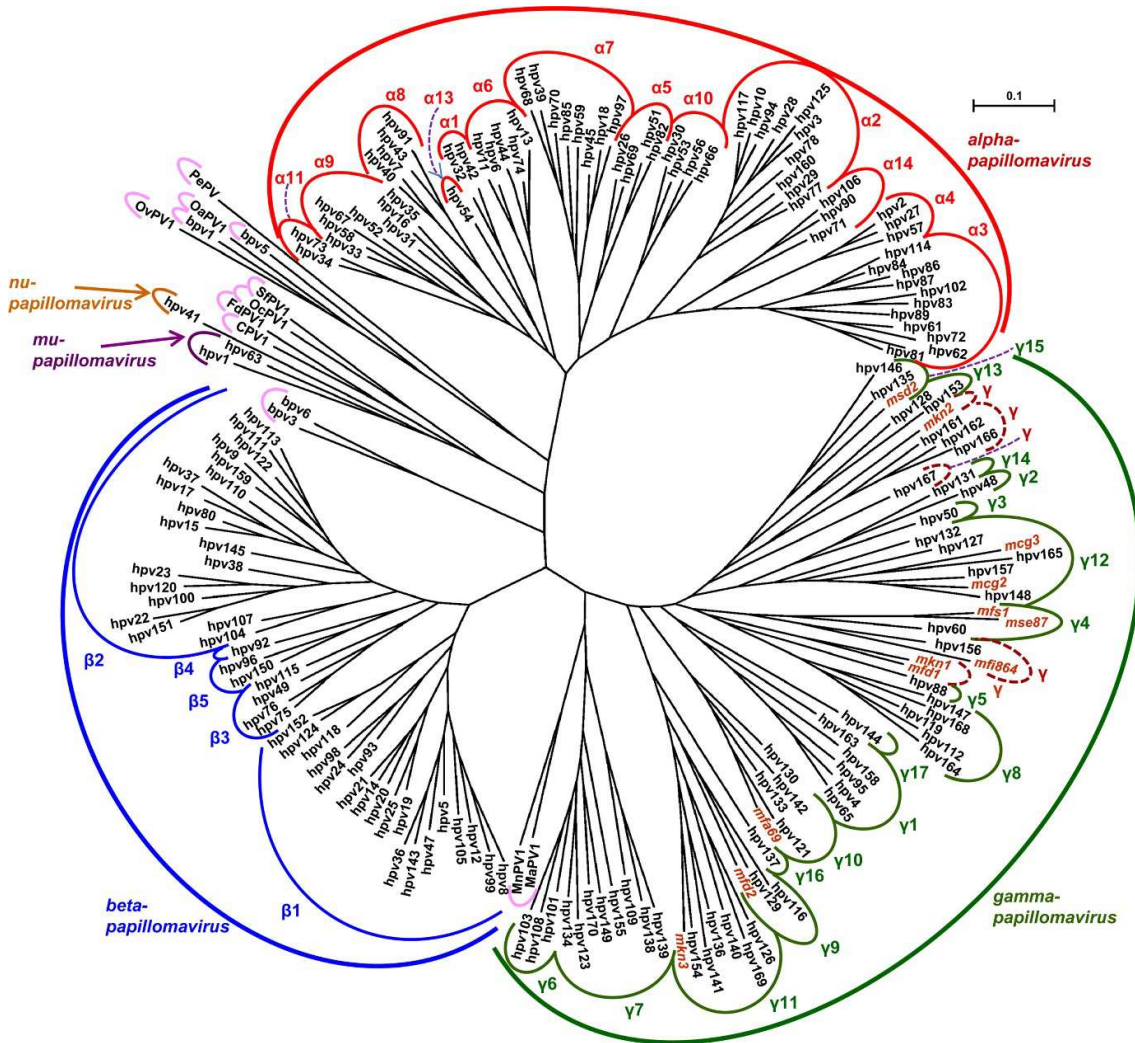 α7
α6
α5
α10
α13
α8
α1
α9
α11
α2
α14
α4
α3
0.1
alpha-
papillomavirus
hpv73
hpv34
hpv67
hpv58
hpv33
hpv52
hpv35
hpv16
hpv31
hpv91
hpv43
hpv7
hpv40
hpv32
hpv42
hpv54
hpv11
hpv6
hpv44
hpv13
hpv74
hpv68
hpv39
hpv70
hpv85
hpv59
hpv45
hpv18
hpv97
hpv26
hpv69
hpv51
hpv82
hpv30
hpv53
hpv56
hpv66
hpv117
hpv10
hpv94
hpv28
hpv125
hpv3
hpv78
hpv160
hpv29
hpv77
hpv106
hpv90
hpv71
hpv2
hpv27
hpv57
hpv114
hpv84
hpv86
hpv87
hpv102
hpv83
hpv89
hpv61
hpv72
hpv62
hpv81
PePV
OvPV1
OaPV1
bpv1
bpv5
nu-
papillomavirus
hpv41
SfPV1
OcPV1
FdPV1
CPV1
mu-
papillomavirus
hpv63
hpv1
bpv6
bpv3
hpv146
hpv135
msd2
hpv128
hpv153
mkn2
hpv161
hpv162
hpv166
γ15
γ13
γ
γ
hpv167
hpv131
hpv48
γ14
γ2
hpv50
γ3
hpv132
hpv127
mcg3
hpv165
hpv157
mcg2
hpv148
γ12
mfs1
mse87
hpv60
γ4
hpv156
mkn1
mfi864
mfd1
γ
γ
hpv88
γ5
hpv147
hpv168
hpv119
hpv112
hpv164
γ8
hpv144
hpv163
hpv158
hpv95
hpv4
hpv65
γ17
γ1
hpv130
hpv142
hpv133
hpv121
mfa69
hpv137
γ10
γ16
hpv116
hpv129
mfd2
γ9
gamma-
papillomavirus
hpv126
hpv169
hpv140
hpv136
hpv141
hpv154
mkn3
γ11
hpv139
hpv138
hpv109
hpv155
hpv149
hpv170
hpv123
hpv134
γ7
hpv101
hpv108
hpv103
γ6
MnPV1
MaPV1
hpv113
hpv111
hpv122
hpv9
hpv159
hpv110
hpv37
hpv17
hpv80
hpv15
hpv145
hpv38
hpv23
hpv120
hpv100
hpv22
hpv151
β2
hpv107
hpv104
hpv92
β4
hpv96
hpv150
β5
hpv115
hpv49
hpv76
hpv75
β3
hpv152
hpv124
hpv118
hpv98
hpv24
hpv93
hpv21
hpv14
hpv20
hpv25
hpv19
hpv36
hpv143
hpv47
hpv5
hpv105
hpv12
hpv99
hpv8
β1
beta-
papillomavirus